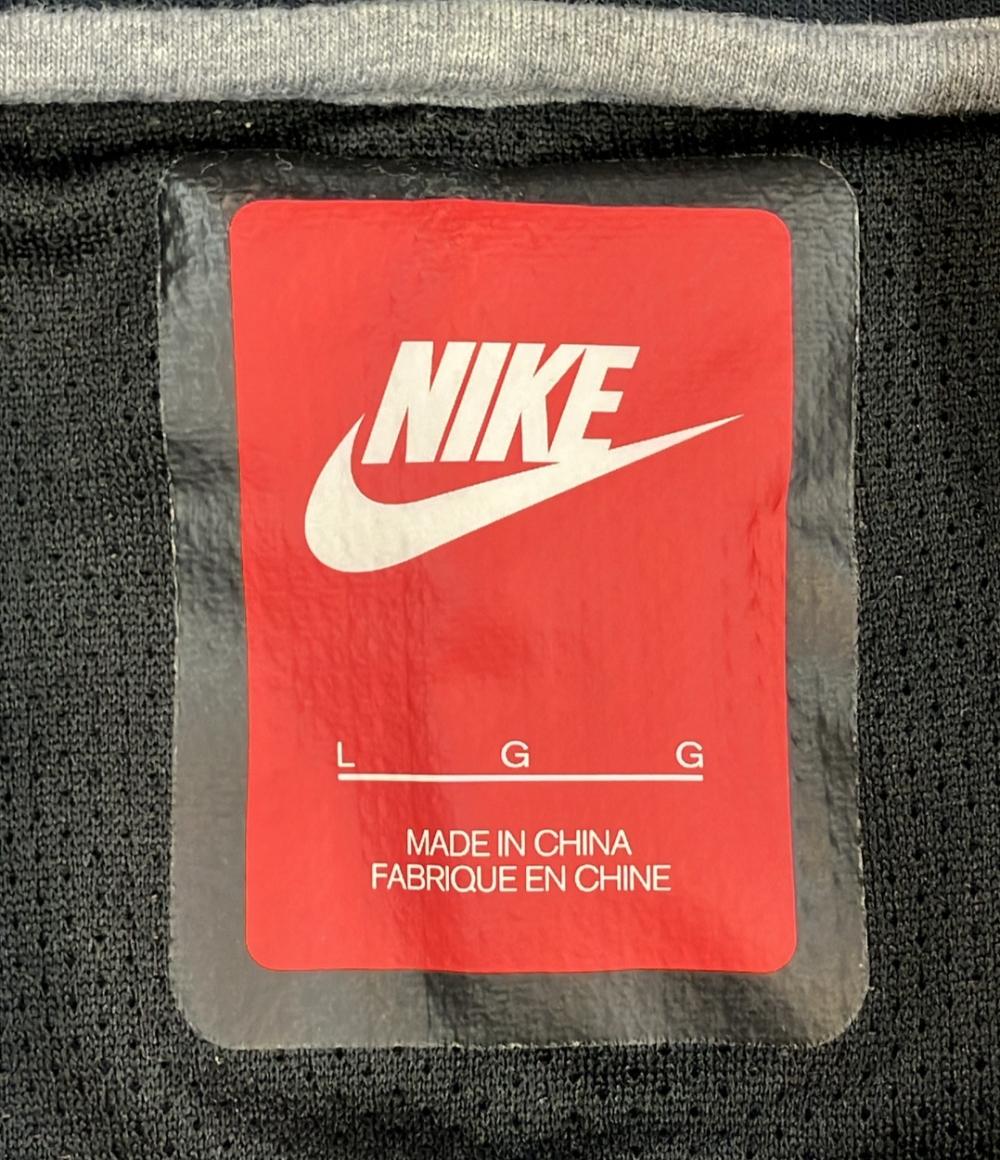 NIKE
L G G
MADE IN CHINA
FABRIQUE EN CHINE